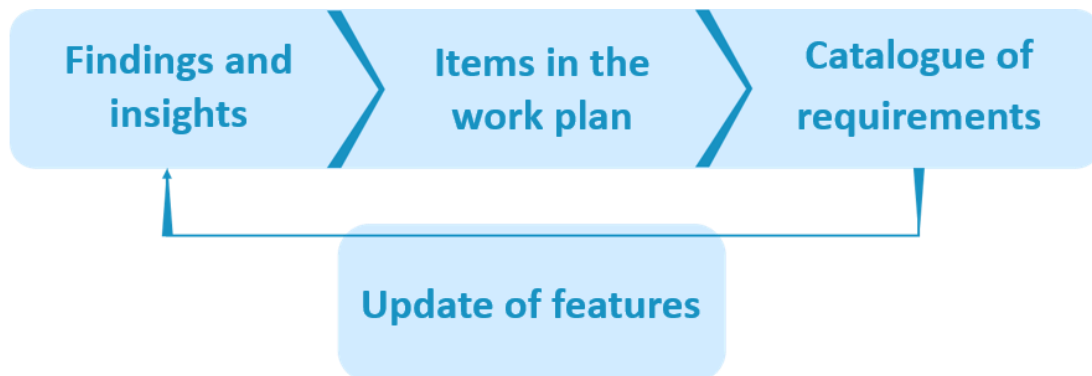 Findings and
insights
Items in the
work plan
Catalogue of
requirements
Update of features